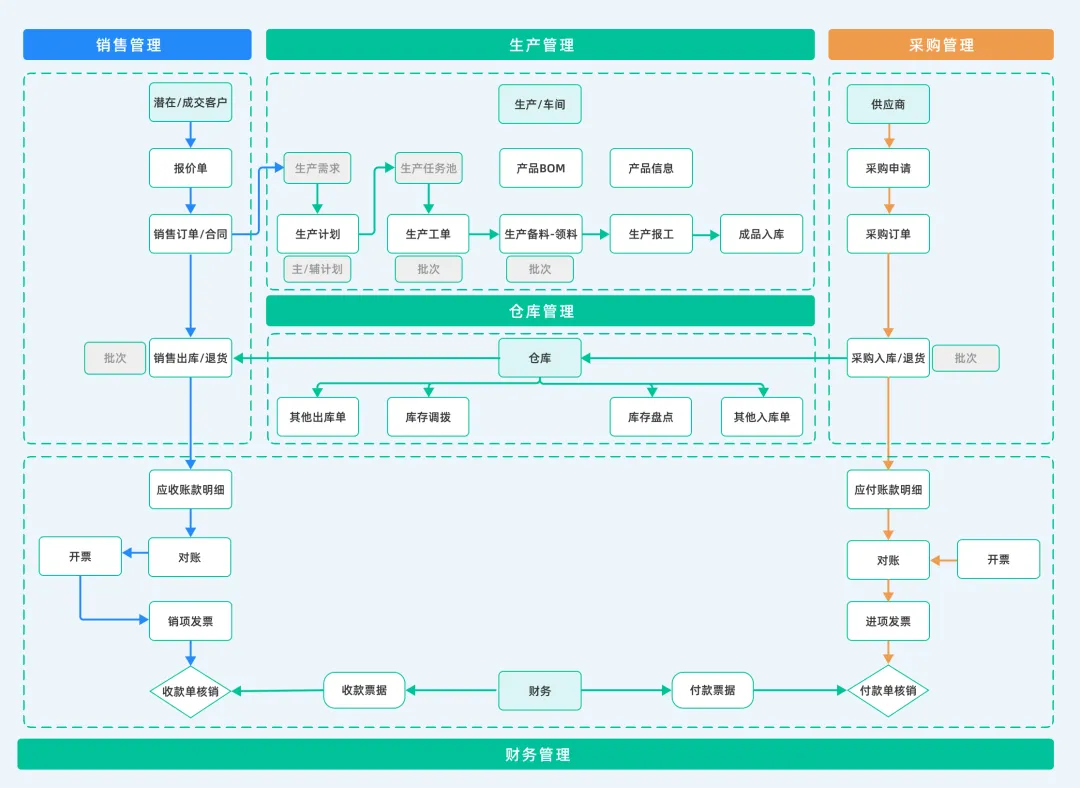 销售管理
生产管理
采购管理
潜在/成交客户
生产/车间
供应商
报价单
生产需求
生产任务池
产品BOM
产品信息
采购申请
销售订单/合同
生产计划
生产工单
生产备料-领料
生产报工
成品入库
采购订单
主/辅计划
批次
批次
仓库管理
批次
销售出库/退货
仓库
采购入库/退货
批次
其他出库单
库存调拨
库存盘点
其他入库单
应收账款明细
应付账款明细
开票
对账
对账
开票
销项发票
进项发票
收款单核销
收款票据
财务
付款票据
付款单核销
财务管理